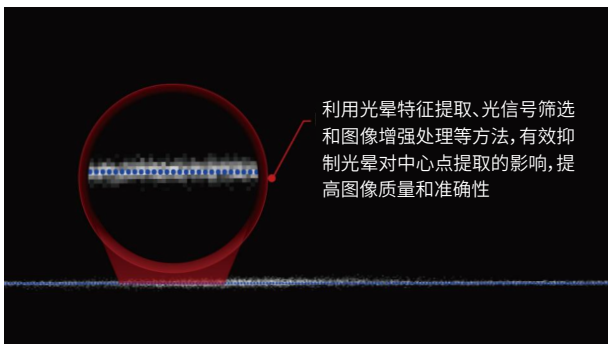 利用光晕特征提取、光信号筛选
和图像增强处理等方法，有效抑
制光晕对中心点提取的影响，提
高图像质量和准确性